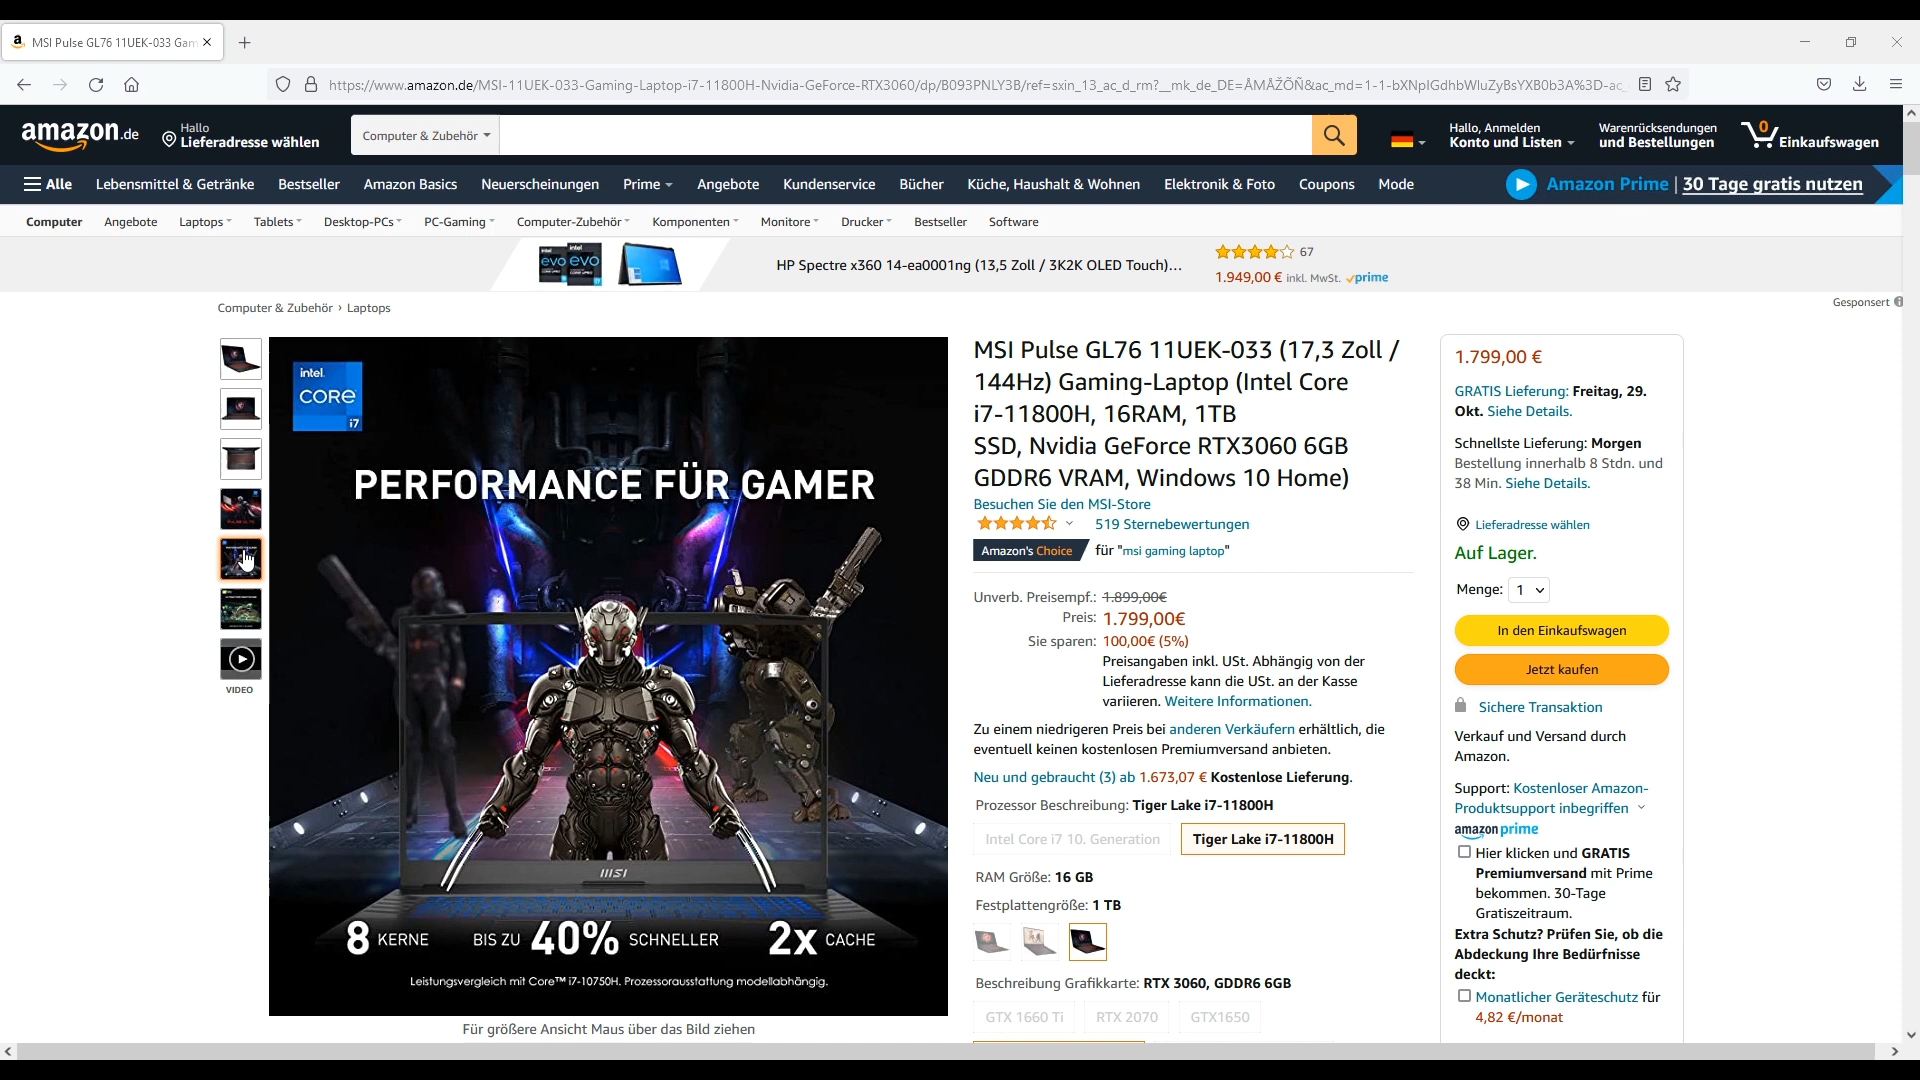 MSI Pulse GL76 11UEK-033 Gam
https://www.amazon.de/MSI-11UEK-033-Gaming-Laptop-i7-11800H-Nvidia-GeForce-RTX3060/dp/B093PNLY3B/ref=sxin_13_ac_d_rm?__mk_de_DE=ÅMÅŽÕÑ&ac_md=1-1-bXNpIGdhbWluZyBsYXB0b3A%3D-ac_
amazon.de
Hallo
Lieferadresse wählen
Computer & Zubehör
Hallo, Anmelden
Konto und Listen
Warenrücksendungen
und Bestellungen
0
Einkaufswagen
Alle Lebensmittel & Getränke Bestseller Amazon Basics Neuerscheinungen Prime Angebote Kundenservice Bücher Küche, Haushalt & Wohnen Elektronik & Foto Coupons Mode Amazon Prime | 30 Tage gratis nutzen
Computer Angebote Laptops Tablets Desktop-PCs PC-Gaming Computer-Zubehör Komponenten Monitore Drucker Bestseller Software
HP Spectre x360 14-ea0001ng (13,5 Zoll / 3K2K OLED Touch)...
67
1.949,00 € inkl. MwSt. prime
Gesponsert
Computer & Zubehör › Laptops
VIDEO
intel.
CORE
i7
PERFORMANCE FÜR GAMER
msi
8 KERNE BIS ZU 40% SCHNELLER 2x CACHE
Leistungsvergleich mit Core™ i7-10750H. Prozessorausstattung modellabhängig.
Für größere Ansicht Maus über das Bild ziehen
MSI Pulse GL76 11UEK-033 (17,3 Zoll /
144Hz) Gaming-Laptop (Intel Core
i7-11800H, 16RAM, 1TB
SSD, Nvidia GeForce RTX3060 6GB
GDDR6 VRAM, Windows 10 Home)
Besuchen Sie den MSI-Store
519 Sternebewertungen
Amazon's Choice für "msi gaming laptop"
Unverb. Preisempf.: 1.899,00€
Preis: 1.799,00€
Sie sparen: 100,00€ (5%)
Preisangaben inkl. USt. Abhängig von der
Lieferadresse kann die USt. an der Kasse
variieren. Weitere Informationen.
Zu einem niedrigeren Preis bei anderen Verkäufern erhältlich, die
eventuell keinen kostenlosen Premiumversand anbieten.
Neu und gebraucht (3) ab 1.673,07 € Kostenlose Lieferung.
Prozessor Beschreibung: Tiger Lake i7-11800H
Intel Core i7 10. Generation Tiger Lake i7-11800H
RAM Größe: 16 GB
Festplattengröße: 1 TB
Beschreibung Grafikkarte: RTX 3060, GDDR6 6GB
GTX 1660 Ti RTX 2070 GTX1650
1.799,00 €
GRATIS Lieferung: Freitag, 29.
Okt. Siehe Details.
Schnellste Lieferung: Morgen
Bestellung innerhalb 8 Stdn. und
38 Min. Siehe Details.
Lieferadresse wählen
Auf Lager.
Menge: 1
In den Einkaufswagen
Jetzt kaufen
Sichere Transaktion
Verkauf und Versand durch
Amazon.
Support: Kostenloser Amazon-
Produktsupport inbegriffen
amazon prime
Hier klicken und GRATIS
Premiumversand mit Prime
bekommen. 30-Tage
Gratiszeitraum.
Extra Schutz? Prüfen Sie, ob die
Abdeckung Ihre Bedürfnisse
deckt:
Monatlicher Geräteschutz für
4,82 €/monat